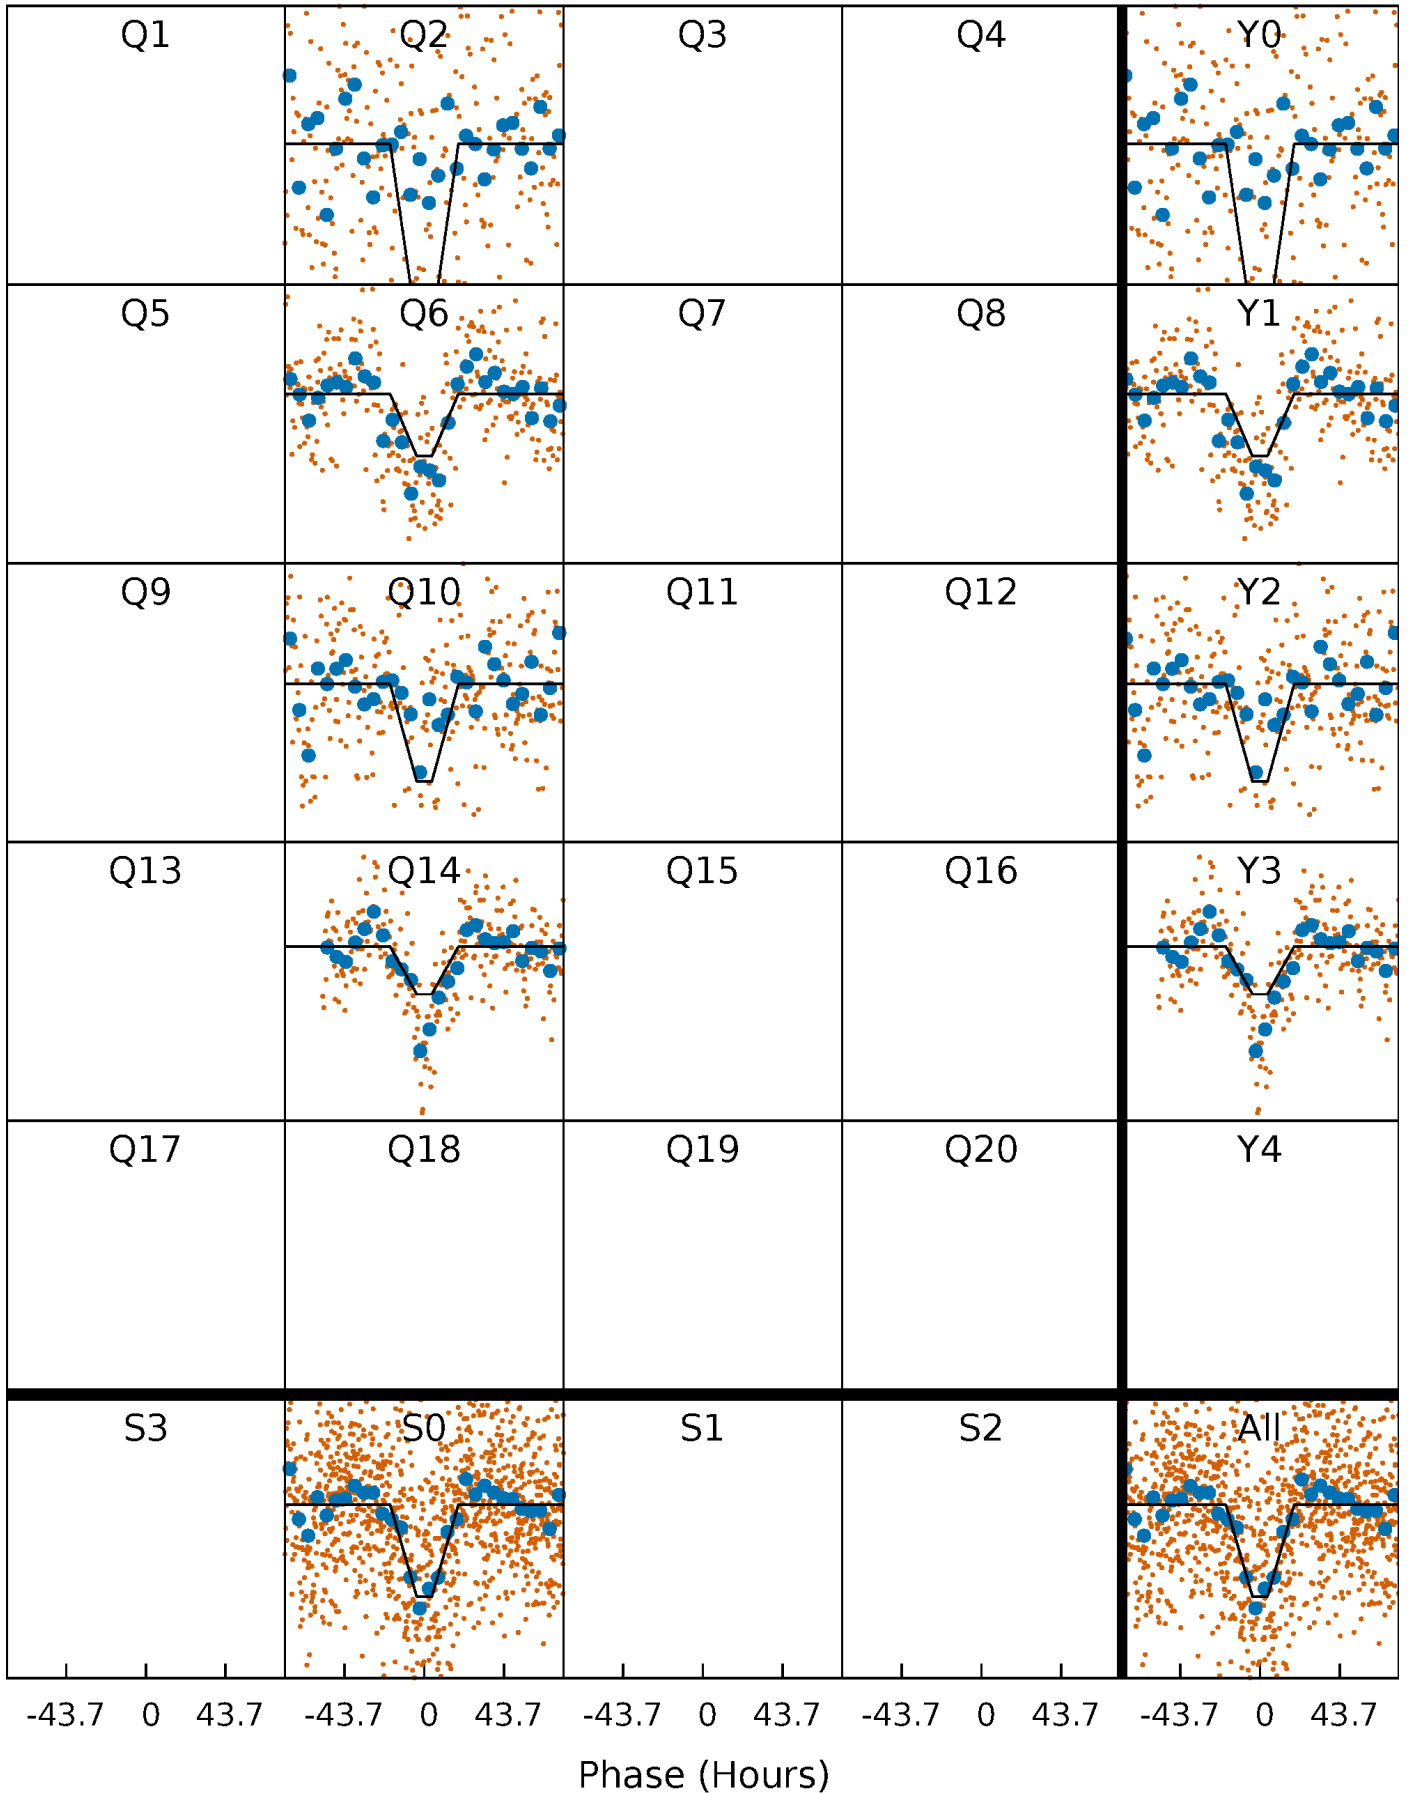 Q1 Q2 Q3 Q4 Y0
Q5 Q6 Q7 Q8 Y1
Q9 Q10 Q11 Q12 Y2
Q13 Q14 Q15 Q16 Y3
Q17 Q18 Q19 Q20 Y4
S3 S0 S1 S2 All
-43.7 0 43.7 -43.7 0 43.7 -43.7 0 43.7 -43.7 0 43.7 -43.7 0 43.7
Phase (Hours)